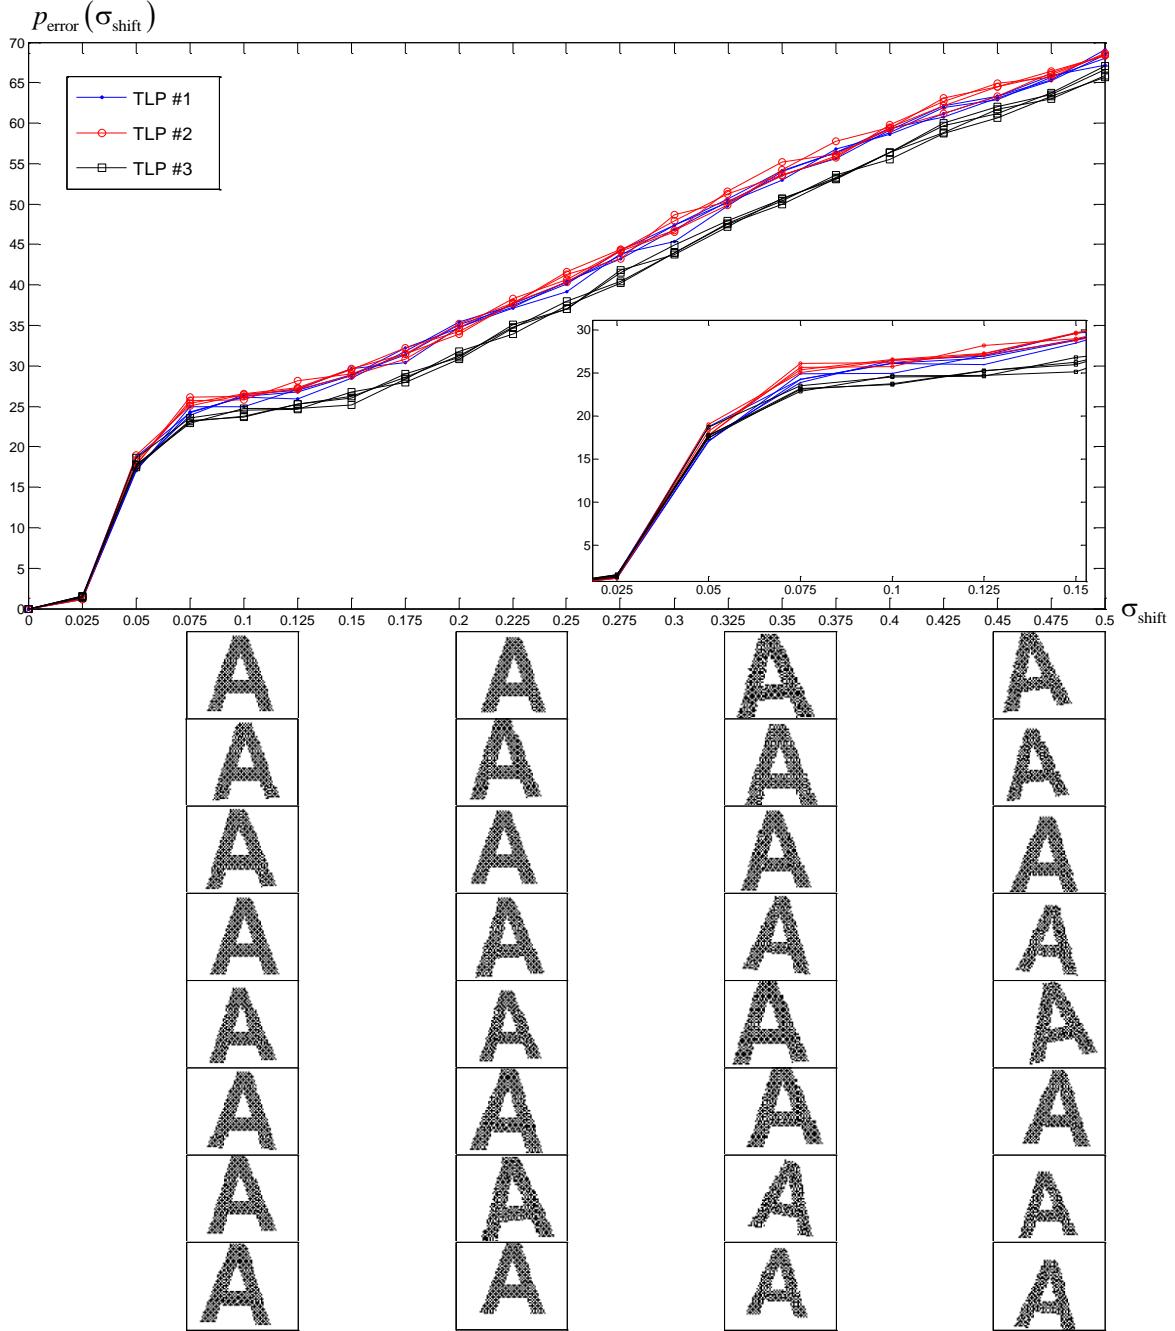 p_error (σ_shift)
70
65
60
55
50
45
40
35
30
25
20
15
10
5
0
TLP #1
TLP #2
TLP #3
30
25
20
15
10
5
0.025 0.05 0.075 0.1 0.125 0.15
0 0.025 0.05 0.075 0.1 0.125 0.15 0.175 0.2 0.225 0.25 0.275 0.3 0.325 0.35 0.375 0.4 0.425 0.45 0.475 0.5 σ_shift
A A A A
A A A A
A A A A
A A A A
A A A A
A A A A
A A A A
A A A A